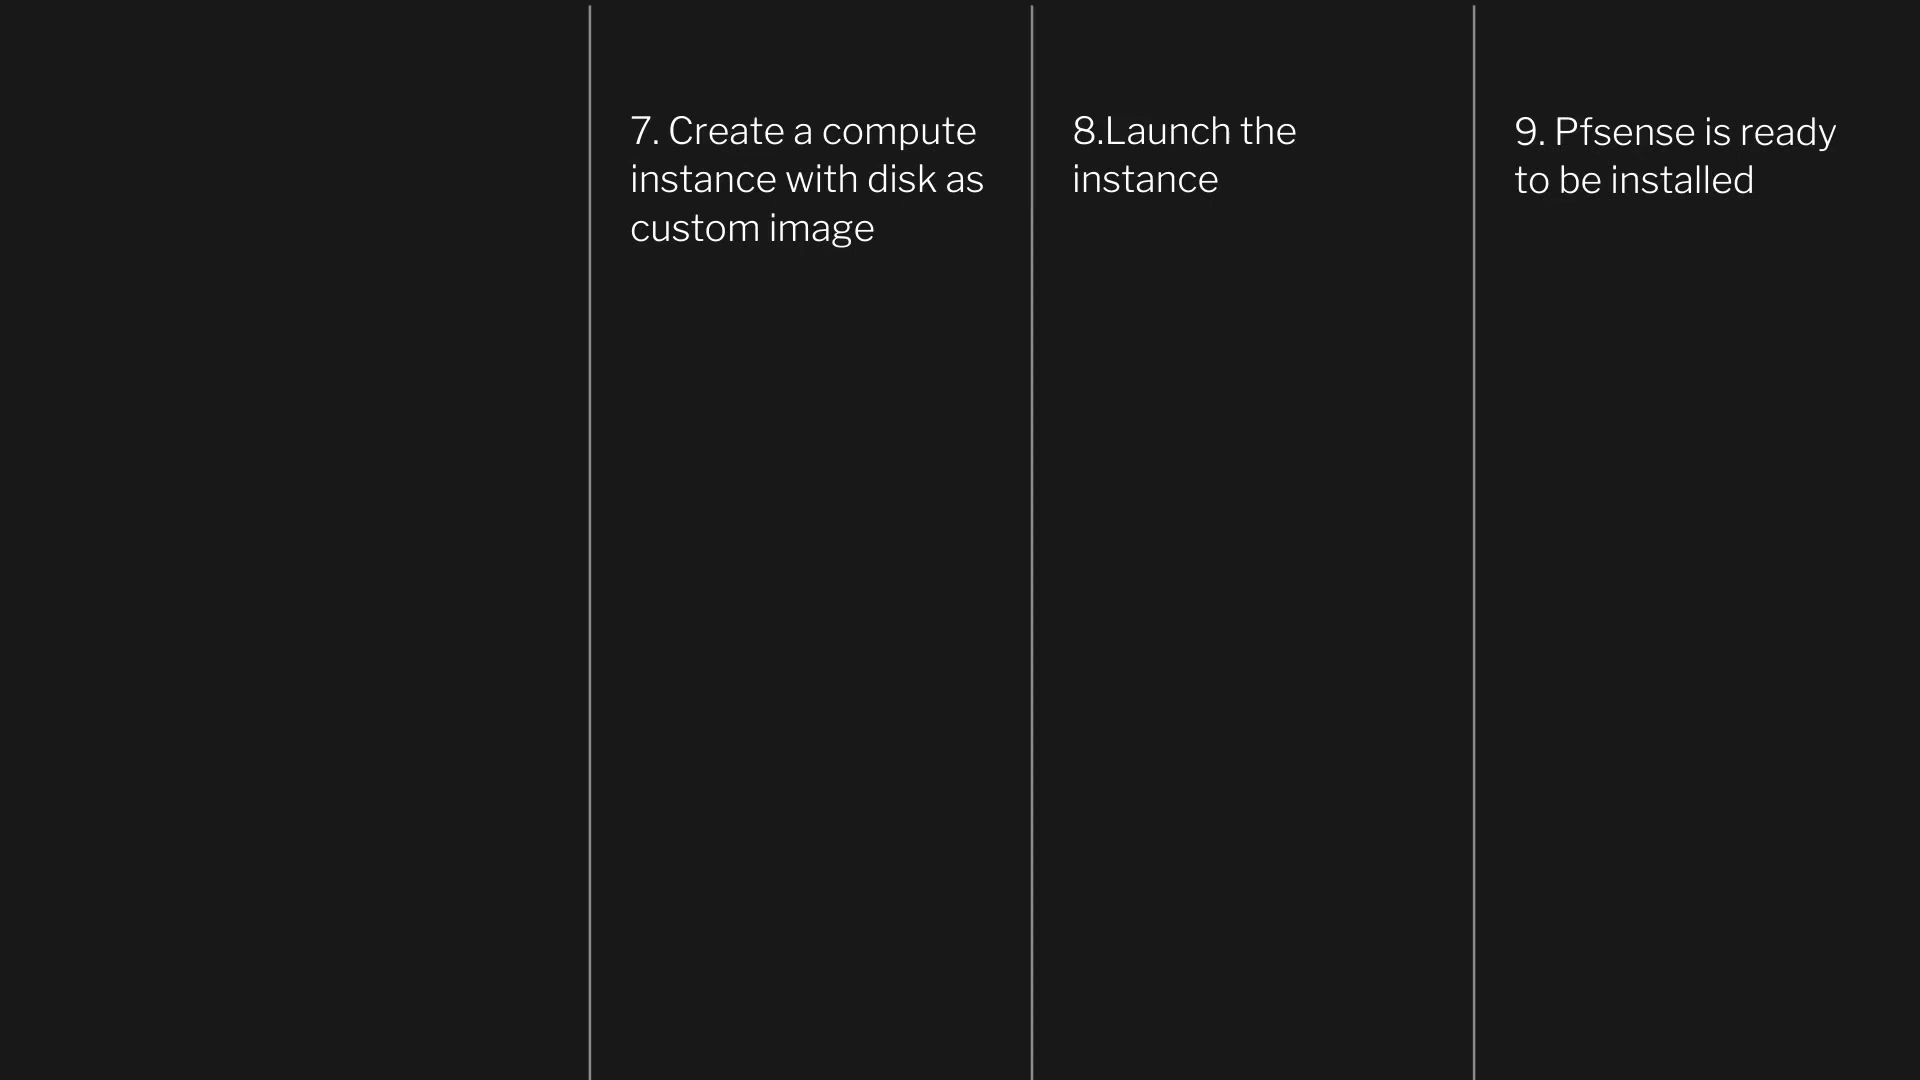 7. Create a compute
instance with disk as
custom image
8.Launch the
instance
9. Pfsense is ready
to be installed